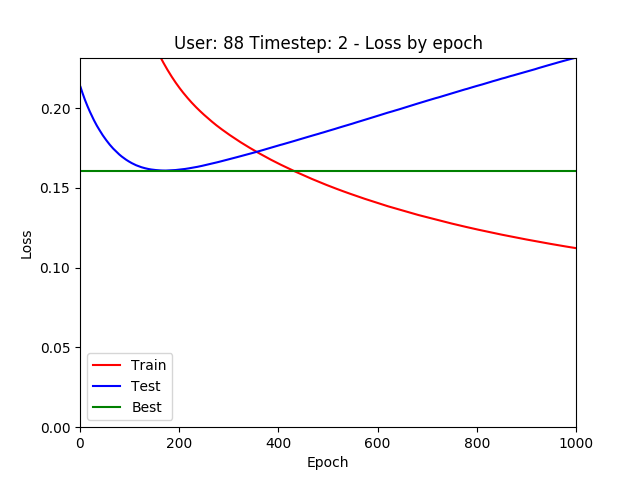 User: 88 Timestep: 2 - Loss by epoch
0.20
0.15
0.10
0.05
0.00
Loss
Train
Test
Best
0 200 400 600 800 1000
Epoch